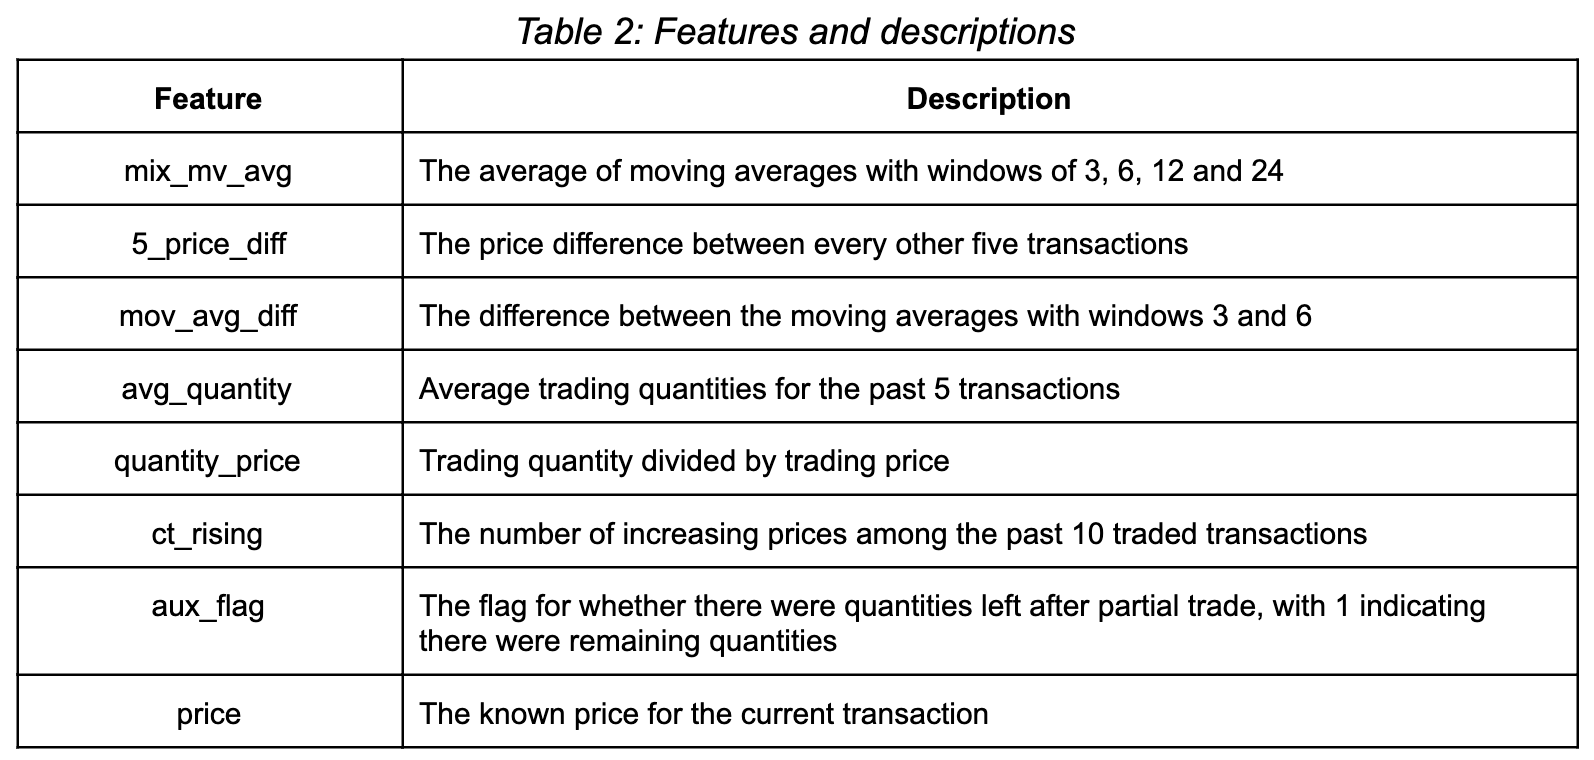 Table 2: Features and descriptions
Feature Description
mix_mv_avg The average of moving averages with windows of 3, 6, 12 and 24
5_price_diff The price difference between every other five transactions
mov_avg_diff The difference between the moving averages with windows 3 and 6
avg_quantity Average trading quantities for the past 5 transactions
quantity_price Trading quantity divided by trading price
ct_rising The number of increasing prices among the past 10 traded transactions
aux_flag The flag for whether there were quantities left after partial trade, with 1 indicating
there were remaining quantities
price The known price for the current transaction